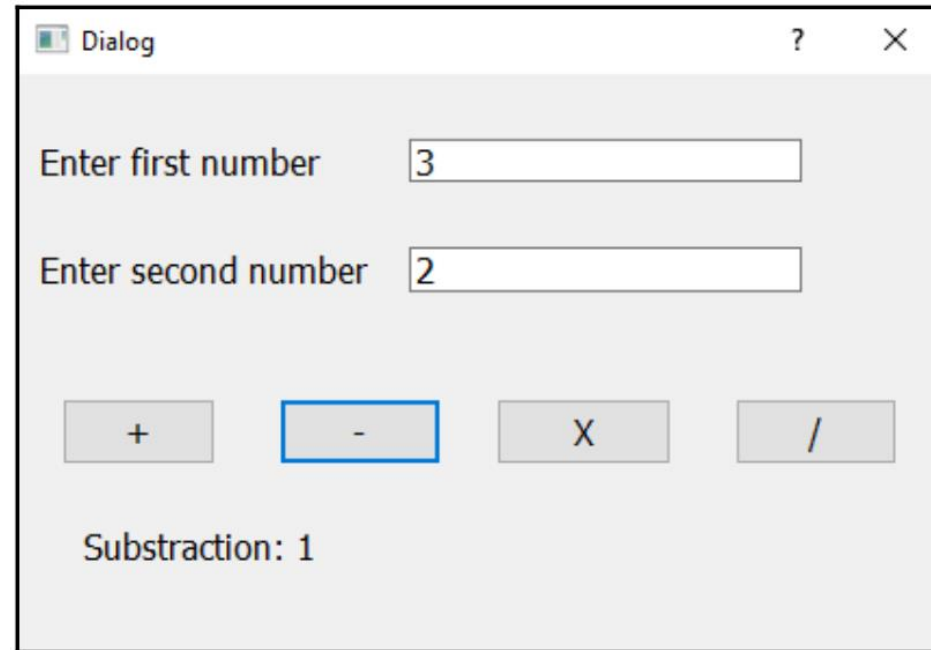 Dialog ?
Enter first number 3
Enter second number 2
+ - X /
Substraction: 1